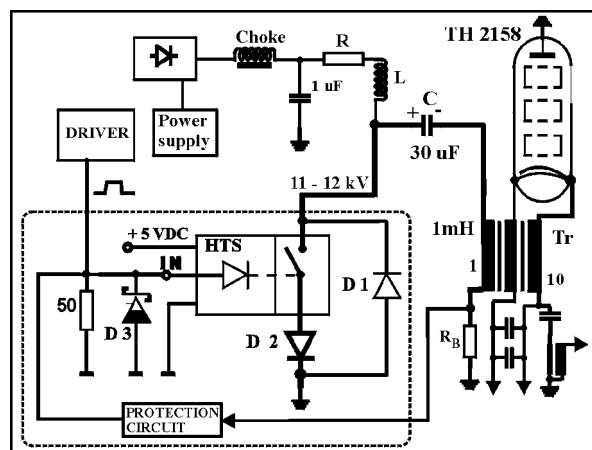 Choke
R
TH 2158
L
1 uF
DRIVER
Power
supply
+ C -
30 uF
11 - 12 kV
1mH
Tr
1
10
+ 5 VDC
HTS
IN
D 1
50
D 3
D 2
RB
PROTECTION
CIRCUIT